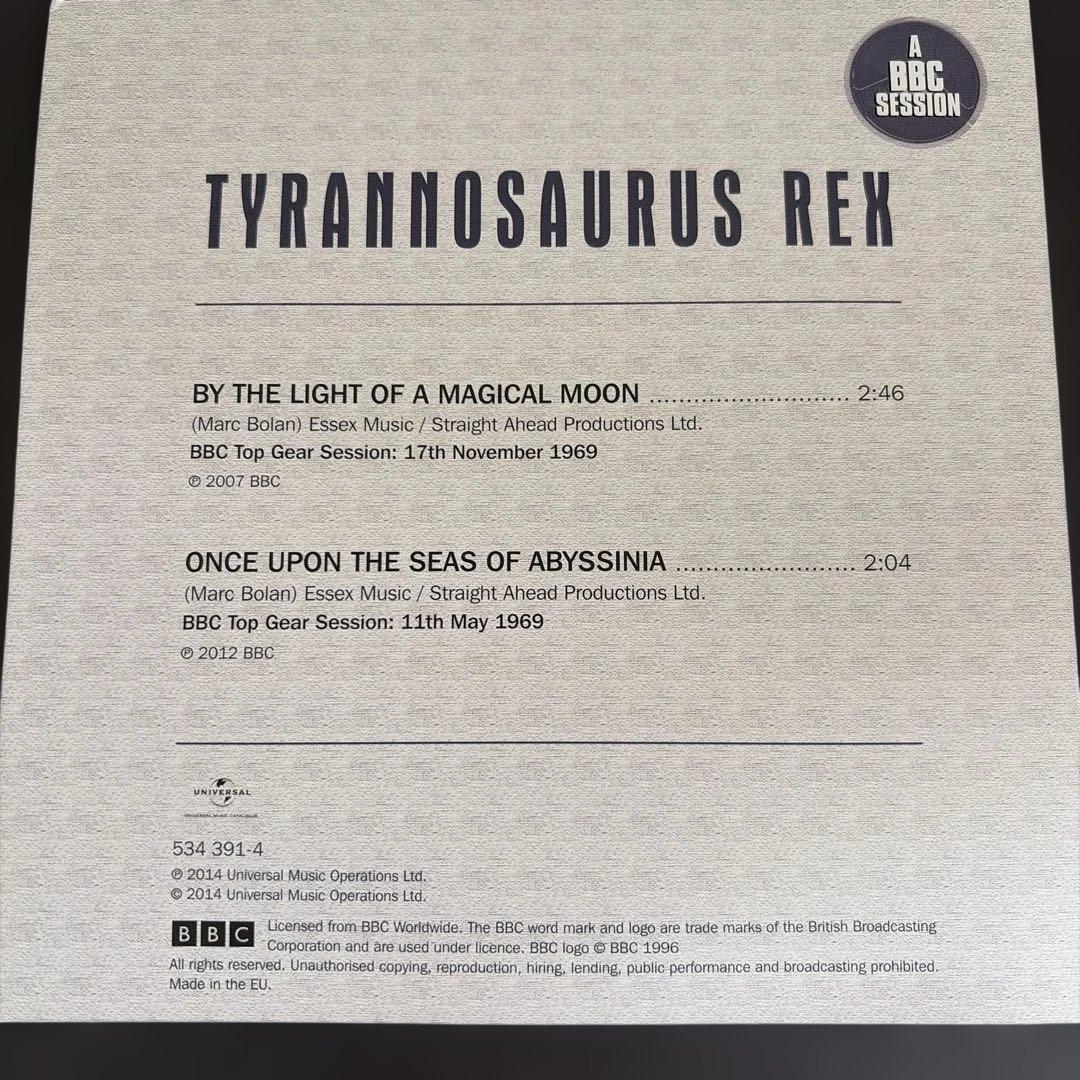 A
BBC
SESSION
TYRANNOSAURUS REX
BY THE LIGHT OF A MAGICAL MOON ........................... 2:46
(Marc Bolan) Essex Music / Straight Ahead Productions Ltd.
BBC Top Gear Session: 17th November 1969
℗ 2007 BBC
ONCE UPON THE SEAS OF ABYSSINIA ........................ 2:04
(Marc Bolan) Essex Music / Straight Ahead Productions Ltd.
BBC Top Gear Session: 11th May 1969
℗ 2012 BBC
UNIVERSAL
UNIVERSAL MUSIC CATALOGUE
534 391-4
℗ 2014 Universal Music Operations Ltd.
© 2014 Universal Music Operations Ltd.
BBC Licensed from BBC Worldwide. The BBC word mark and logo are trade marks of the British Broadcasting
Corporation and are used under licence. BBC logo © BBC 1996
All rights reserved. Unauthorised copying, reproduction, hiring, lending, public performance and broadcasting prohibited.
Made in the EU.